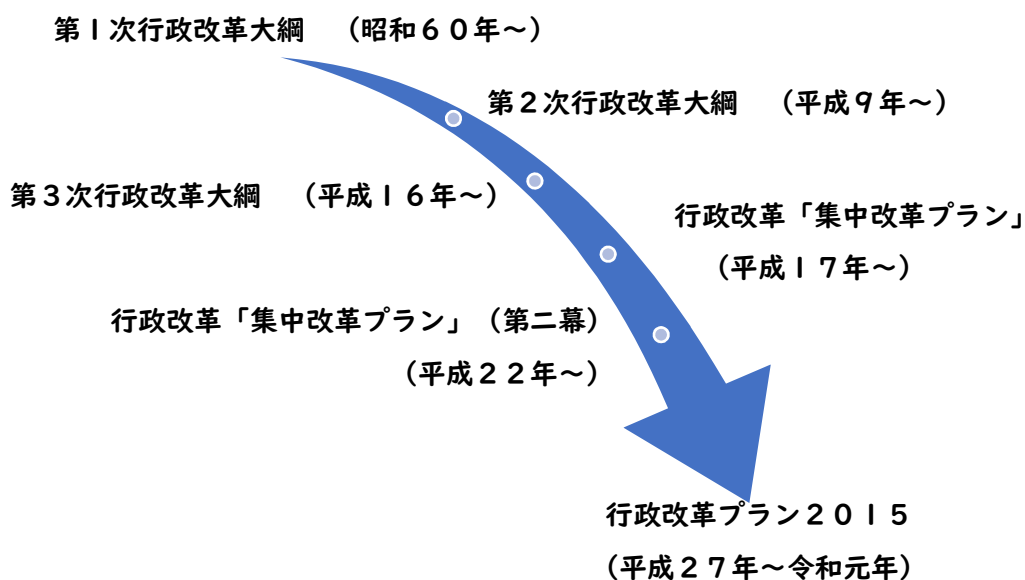 第1次行政改革大綱　（昭和60年～）
第2次行政改革大綱　（平成9年～）
第3次行政改革大綱　（平成16年～）
行政改革「集中改革プラン」
（平成17年～）
行政改革「集中改革プラン」（第二幕）
（平成22年～）
行政改革プラン2015
（平成27年～令和元年）